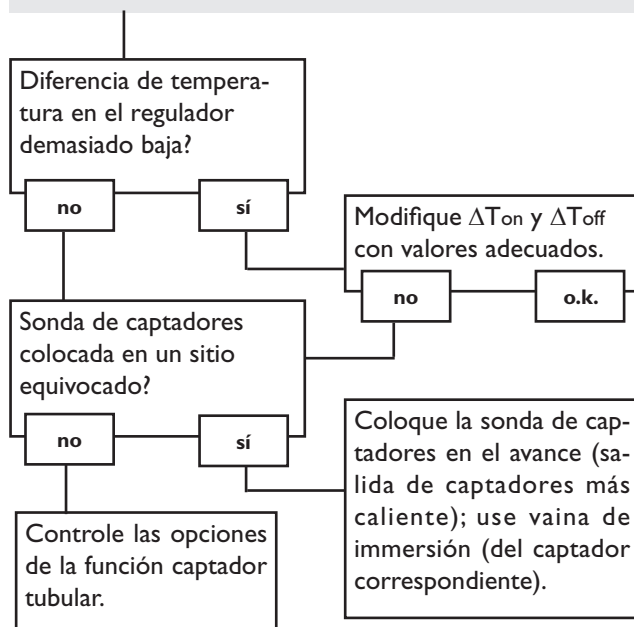 Diferencia de tempera-
tura en el regulador
demasiado baja?
no
sí
Modifique ΔTon y ΔToff
con valores adecuados.
no
o.k.
Sonda de captadores
colocada en un sitio
equivocado?
no
sí
Coloque la sonda de cap-
tadores en el avance (sa-
lida de captadores más
caliente); use vaina de
immersión (del captador
correspondiente).
Controle las opciones
de la función captador
tubular.